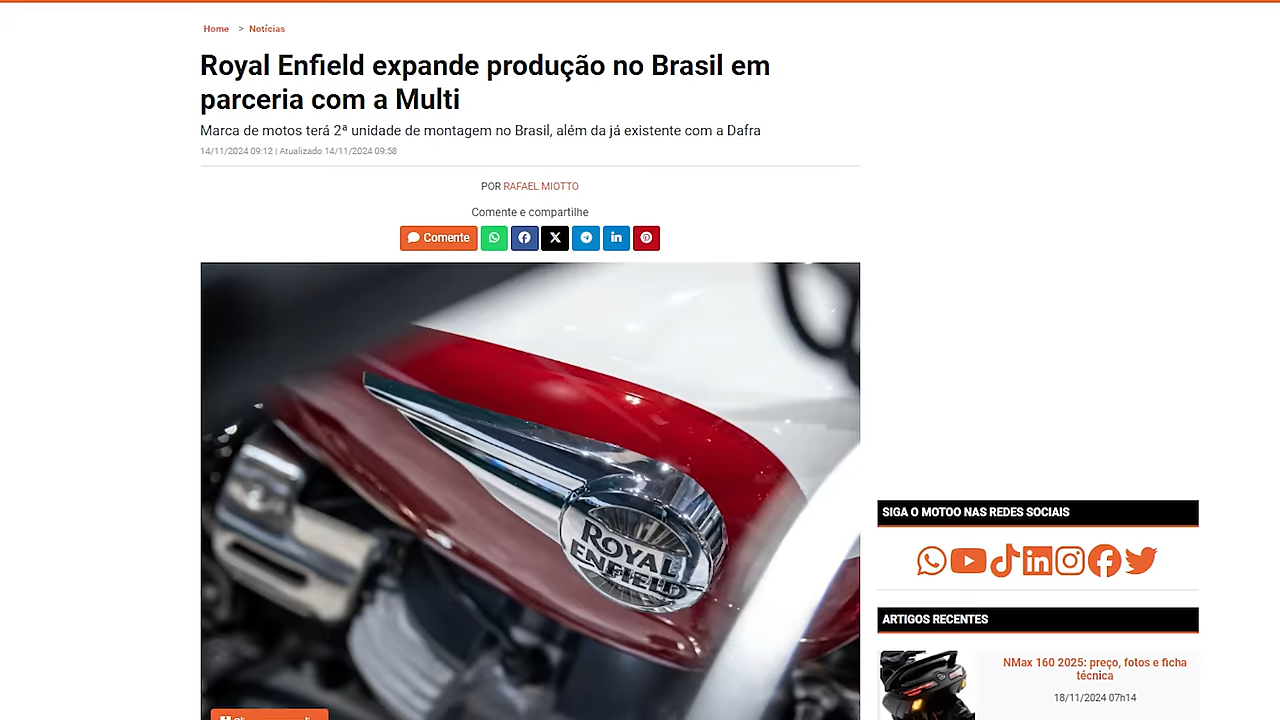 Home > Notícias
Royal Enfield expande produção no Brasil em
parceria com a Multi
Marca de motos terá 2ª unidade de montagem no Brasil, além da já existente com a Dafra
14/11/2024 09:12 | Atualizado 14/11/2024 09:58
POR RAFAEL MIOTTO
Comente e compartilhe
Comente
ROYAL
ENFIELD
SIGA O MOTOO NAS REDES SOCIAIS
ARTIGOS RECENTES
NMax 160 2025: preço, fotos e ficha
técnica
18/11/2024 07h14